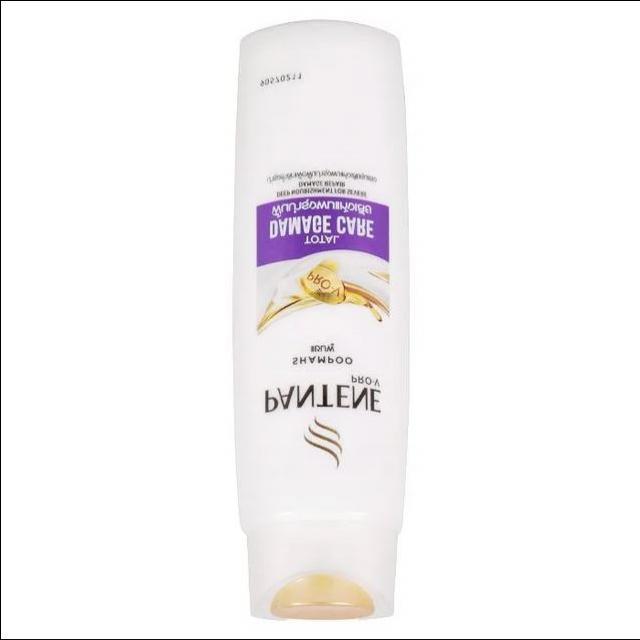 PANTENE
PRO-V
SHAMPOO
แชมพู
PRO-V
TOTAL
DAMAGE CARE
DEEP NOURISHMENT FOR SEVERE
DAMAGE REPAIR